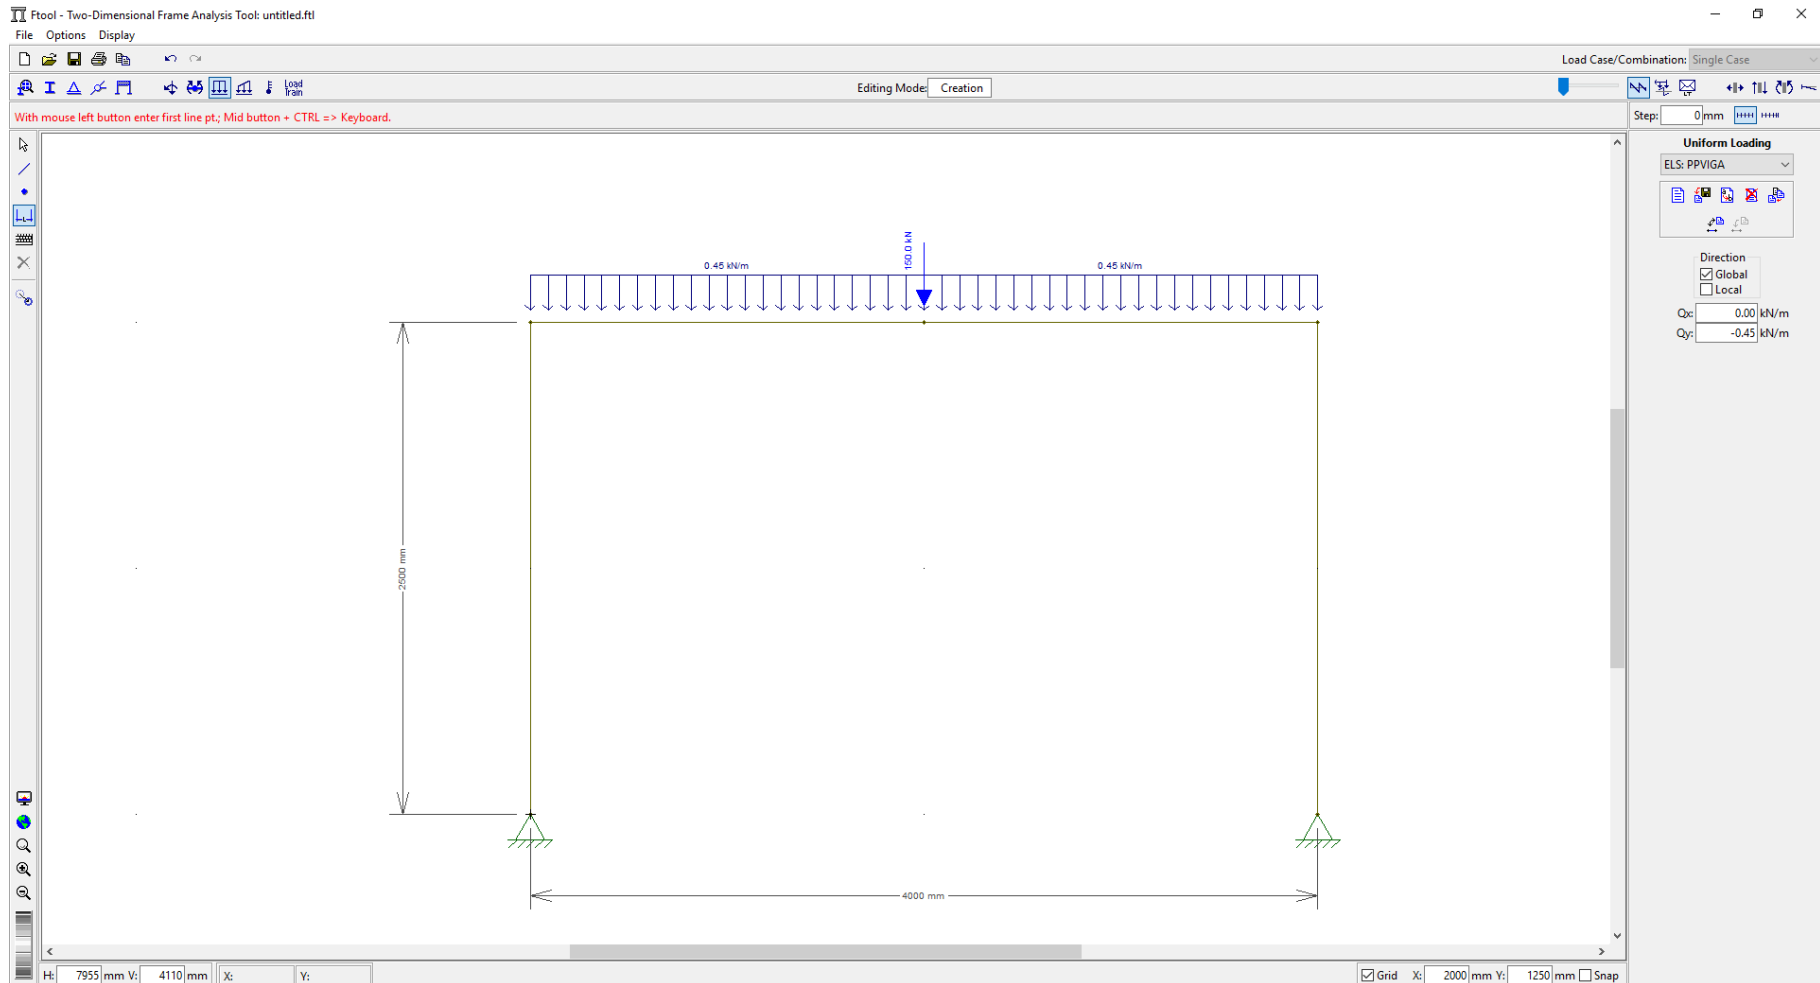 Ftool - Two-Dimensional Frame Analysis Tool: untitled.ftl
File Options Display
Load Case/Combination: Single Case
Load Train
Editing Mode: Creation
With mouse left button enter first line pt.; Mid button + CTRL => Keyboard.
Step: 0 mm
Uniform Loading
ELS: PPVIGA
Direction
Global
Local
Qx: 0.00 kN/m
Qy: -0.45 kN/m
0.45 kN/m
150.0 kN
0.45 kN/m
2500 mm
4000 mm
H: 7955 mm V: 4110 mm X: Y:
Grid X: 2000 mm Y: 1250 mm Snap